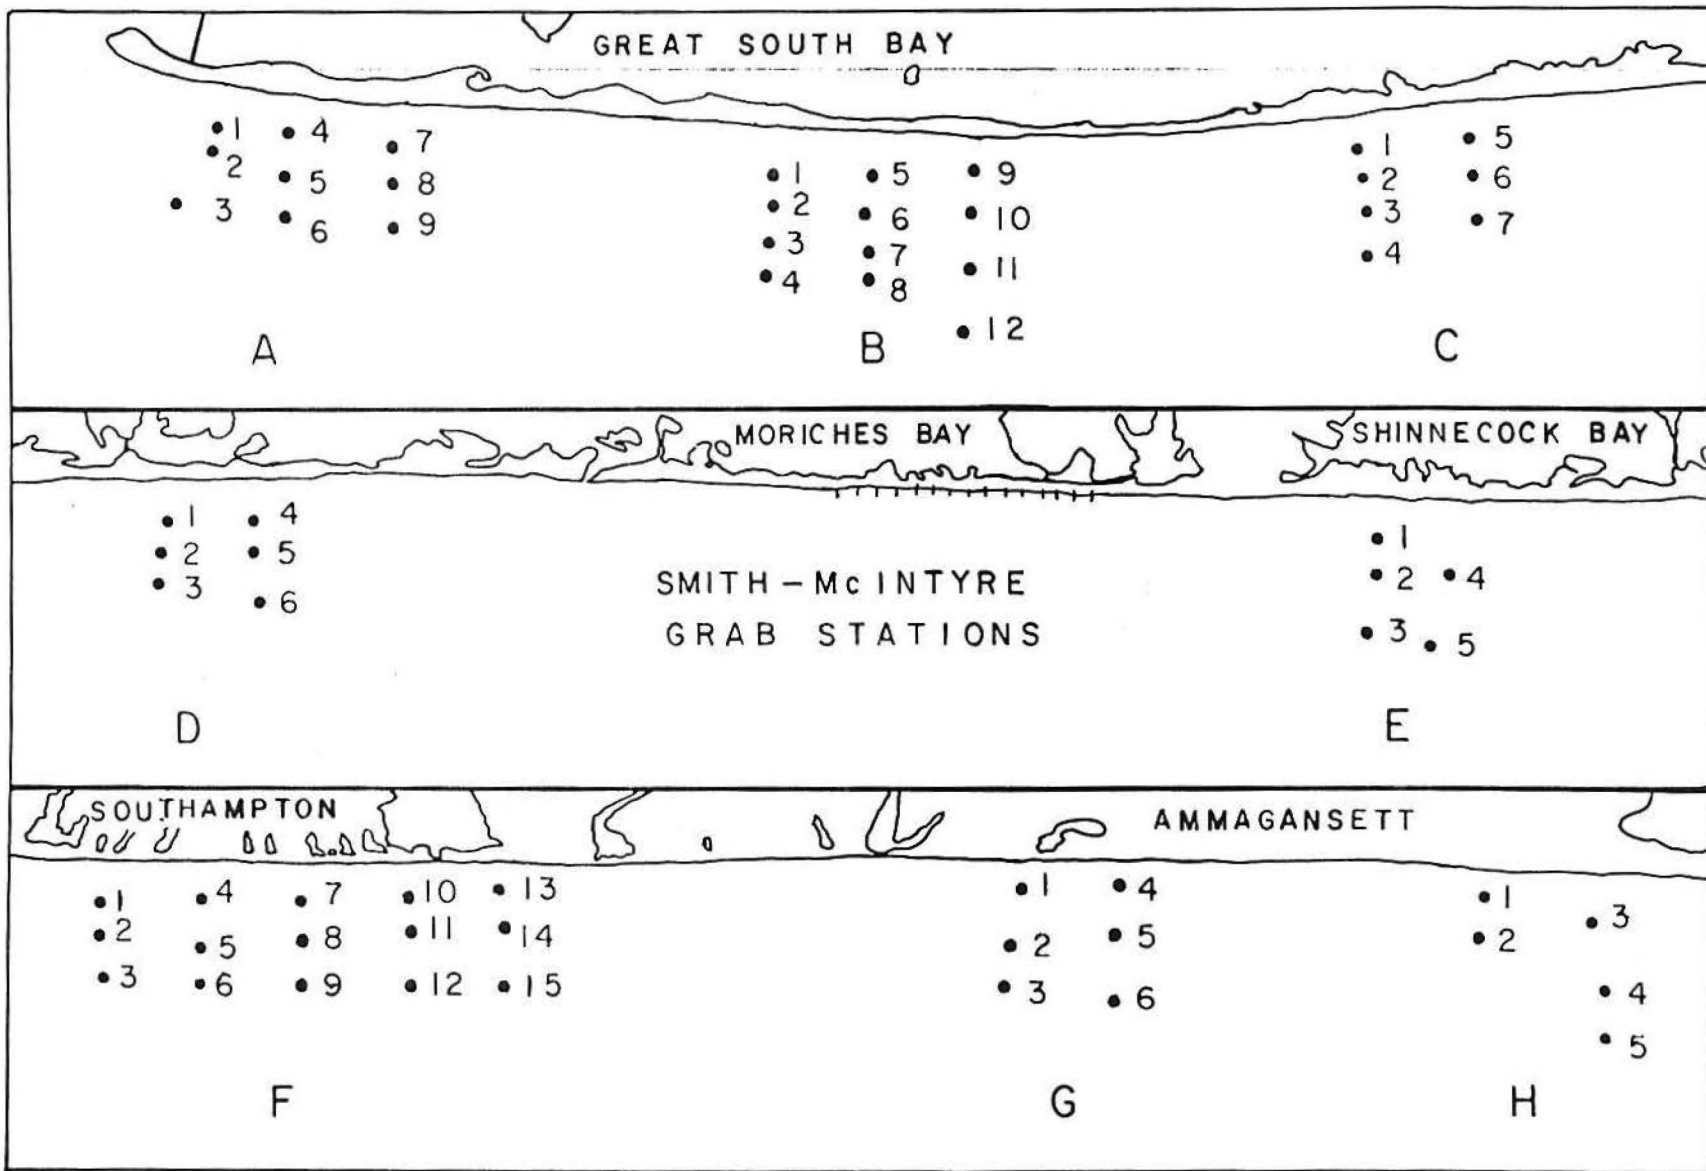 GREAT SOUTH BAY
1 4 7
2 5 8
3 6 9
A
1 5 9
2 6 10
3 7 11
4 8 12
B
1 5
2 6
3 7
4
C
MORICHES BAY
SHINNECOCK BAY
1 4
2 5
3 6
D
SMITH-McINTYRE
GRAB STATIONS
1
2 4
3 5
E
SOUTHAMPTON
AMMAGANSETT
1 4 7 10 13
2 5 8 11 14
3 6 9 12 15
F
1 4
2 5
3 6
G
1 3
2
4
5
H